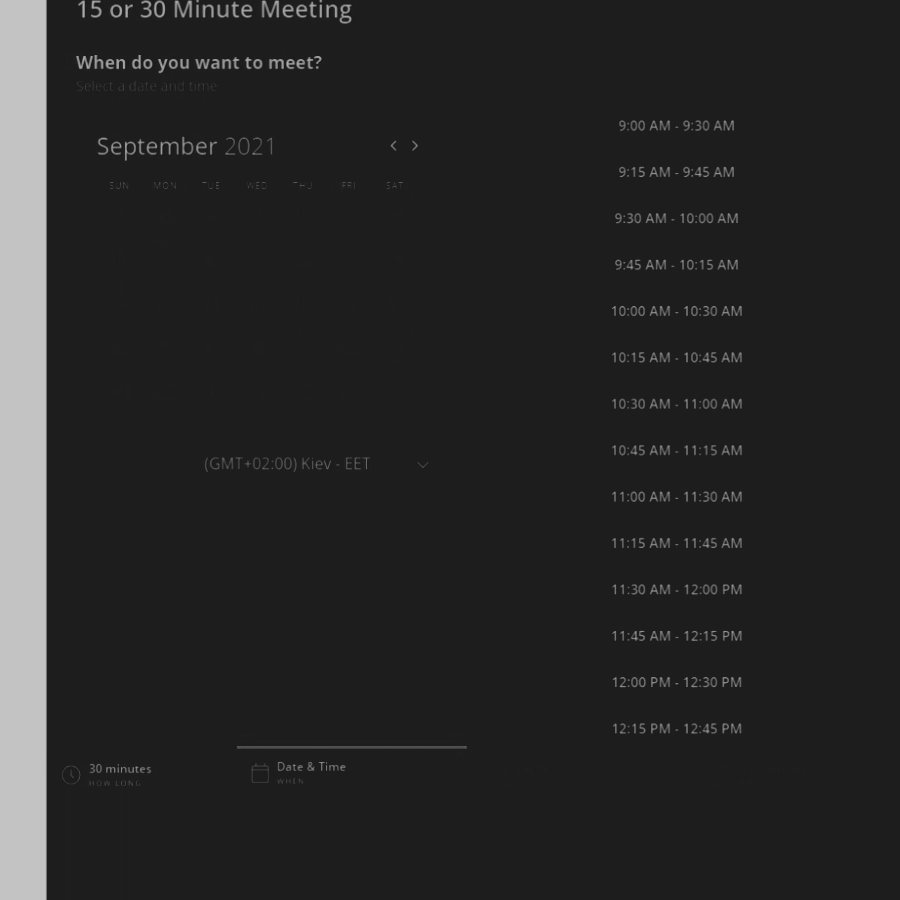 15 or 30 Minute Meeting
When do you want to meet?
Select a date and time
September 2021
SUN MON TUE WED THU FRI SAT
(GMT+02:00) Kiev - EET
9:00 AM - 9:30 AM
9:15 AM - 9:45 AM
9:30 AM - 10:00 AM
9:45 AM - 10:15 AM
10:00 AM - 10:30 AM
10:15 AM - 10:45 AM
10:30 AM - 11:00 AM
10:45 AM - 11:15 AM
11:00 AM - 11:30 AM
11:15 AM - 11:45 AM
11:30 AM - 12:00 PM
11:45 AM - 12:15 PM
12:00 PM - 12:30 PM
12:15 PM - 12:45 PM
30 minutes
HOW LONG
Date & Time
WHEN